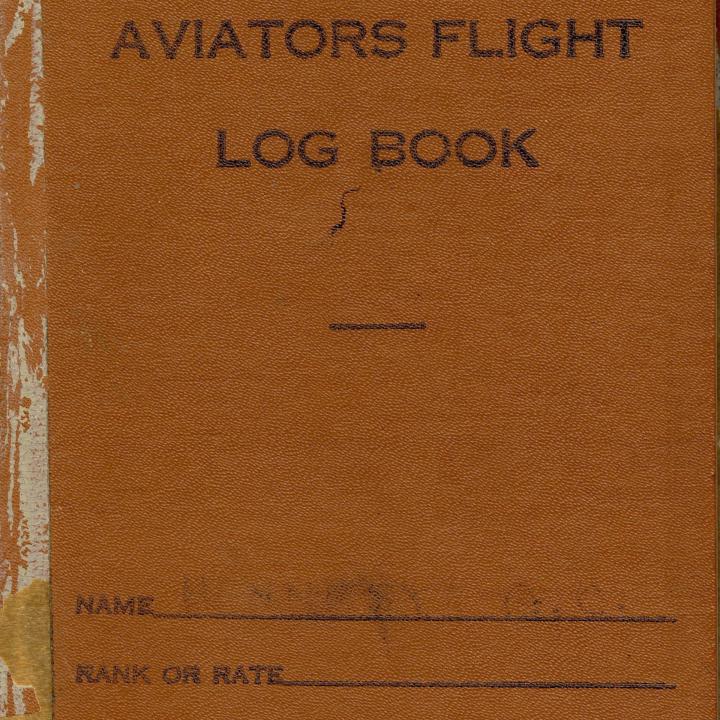 AVIATORS FLIGHT
LOG BOOK
NAME
RANK OR RATE